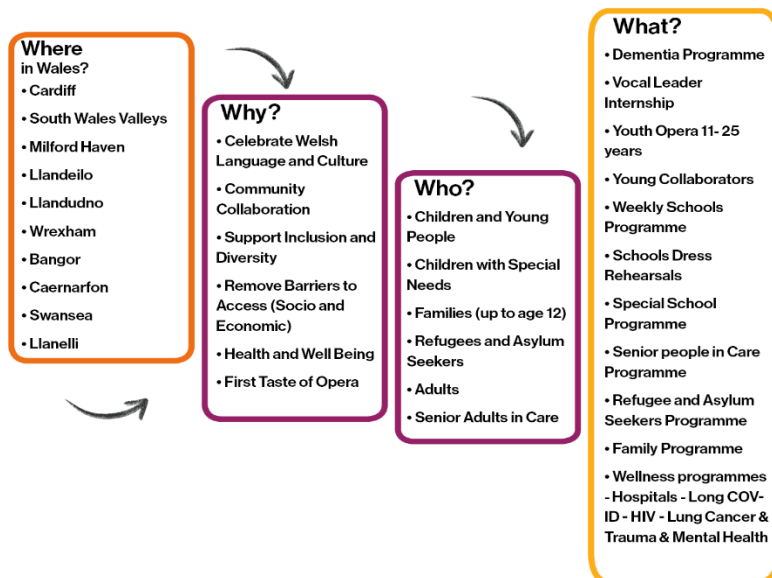 Where
in Wales?
• Cardiff
• South Wales Valleys
• Milford Haven
• Llandeilo
• Llandudno
• Wrexham
• Bangor
• Caernarfon
• Swansea
• Llanelli
Why?
• Celebrate Welsh
Language and Culture
• Community
Collaboration
• Support Inclusion and
Diversity
• Remove Barriers to
Access (Socio and
Economic)
• Health and Well Being
• First Taste of Opera
Who?
• Children and Young
People
• Children with Special
Needs
• Families (up to age 12)
• Refugees and Asylum
Seekers
• Adults
• Senior Adults in Care
What?
• Dementia Programme
• Vocal Leader
Internship
• Youth Opera 11- 25
years
• Young Collaborators
• Weekly Schools
Programme
• Schools Dress
Rehearsals
• Special School
Programme
• Senior people in Care
Programme
• Refugee and Asylum
Seekers Programme
• Family Programme
• Wellness programmes
- Hospitals - Long COV-
ID - HIV - Lung Cancer &
Trauma & Mental Health